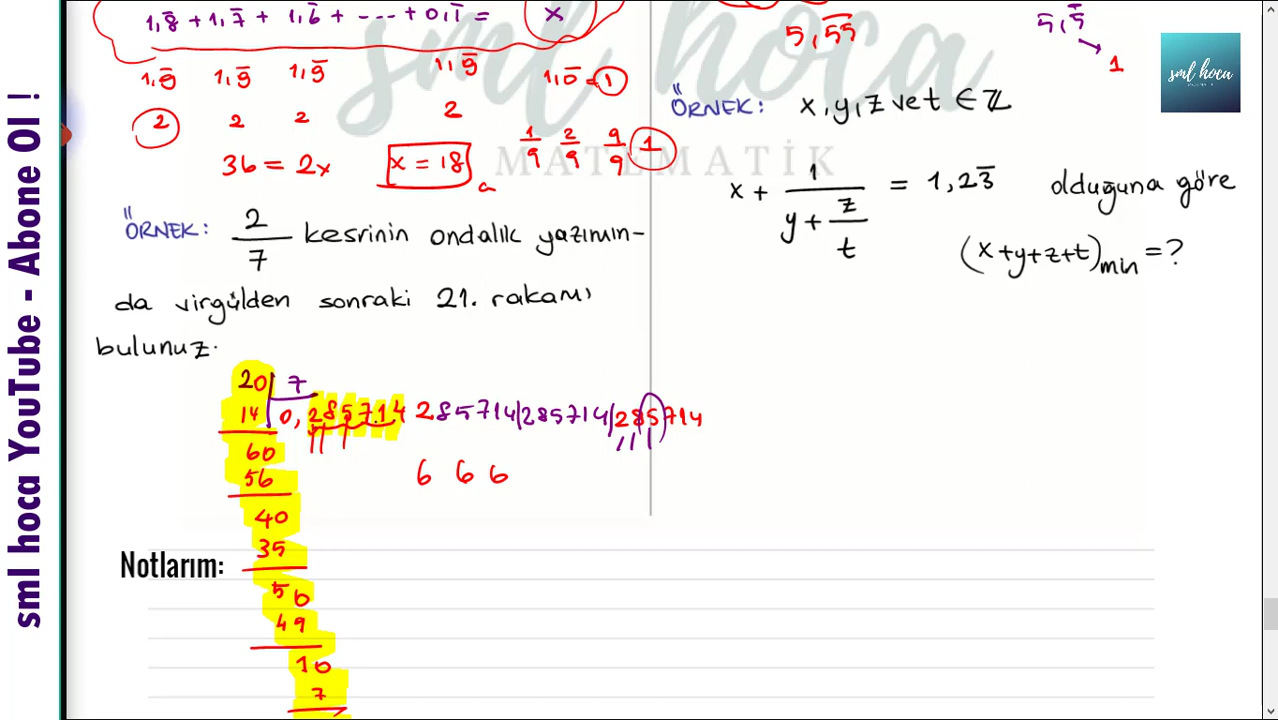 sml hoca YouTube - Abone Ol !
1,8̅ + 1,7̅ + 1,6̅ + --- + 0,1̅ = x
1,9̅ 1,9̅ 1,9̅ 1,9̅ 1,0̅ = 1
2 2 2 2
1/9 2/9 9/9 1
36 = 2x x = 18
ÖRNEK: 2/7 kesrinin ondalık yazımın-
da virgülden sonraki 21. rakamı
bulunuz.
20 7
14 0,285714 285714/285714/285714
60
56 6 6 6
40
35
56
49
10
7
Notlarım:
5,55̅ 5,5̅
1
sml hoca
ÖRNEK: x,y,z ve t ∈ ℤ
x + 1/(y + z/t) = 1,23̅ olduğuna göre
(x+y+z+t)min = ?
sml hoca
MATEMATİK